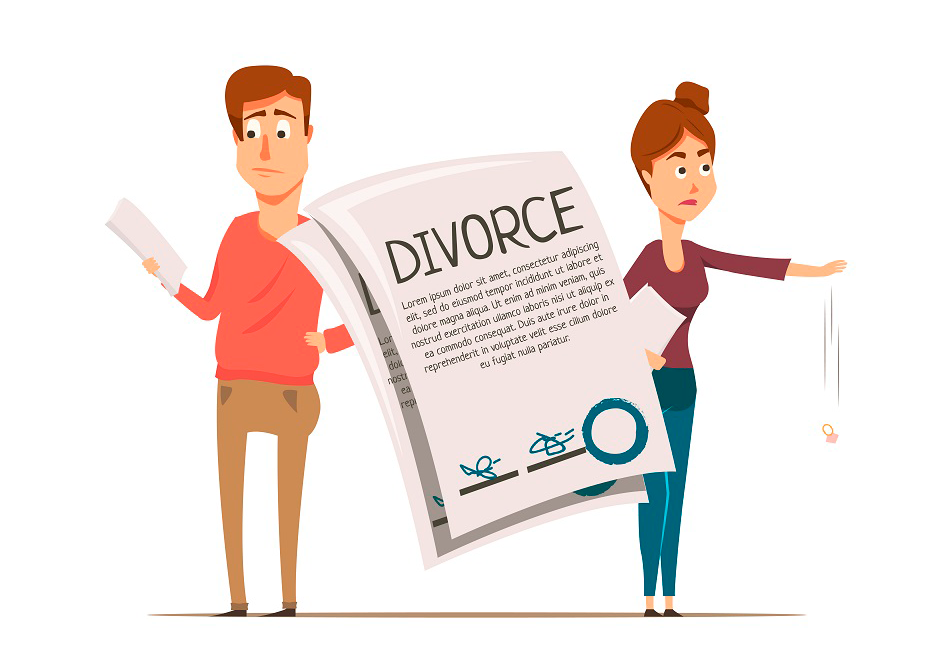 DIVORCE
Lorem ipsum dolor sit amet, consectetur adipiscing
elit, sed do eiusmod tempor incididunt ut labore et
dolore magna aliqua. Ut enim ad minim veniam, quis
nostrud exercitation ullamco laboris nisi ut aliquip ex
ea commodo consequat. Duis aute irure dolor in
reprehenderit in voluptate velit esse cillum dolore
eu fugiat nulla pariatur.